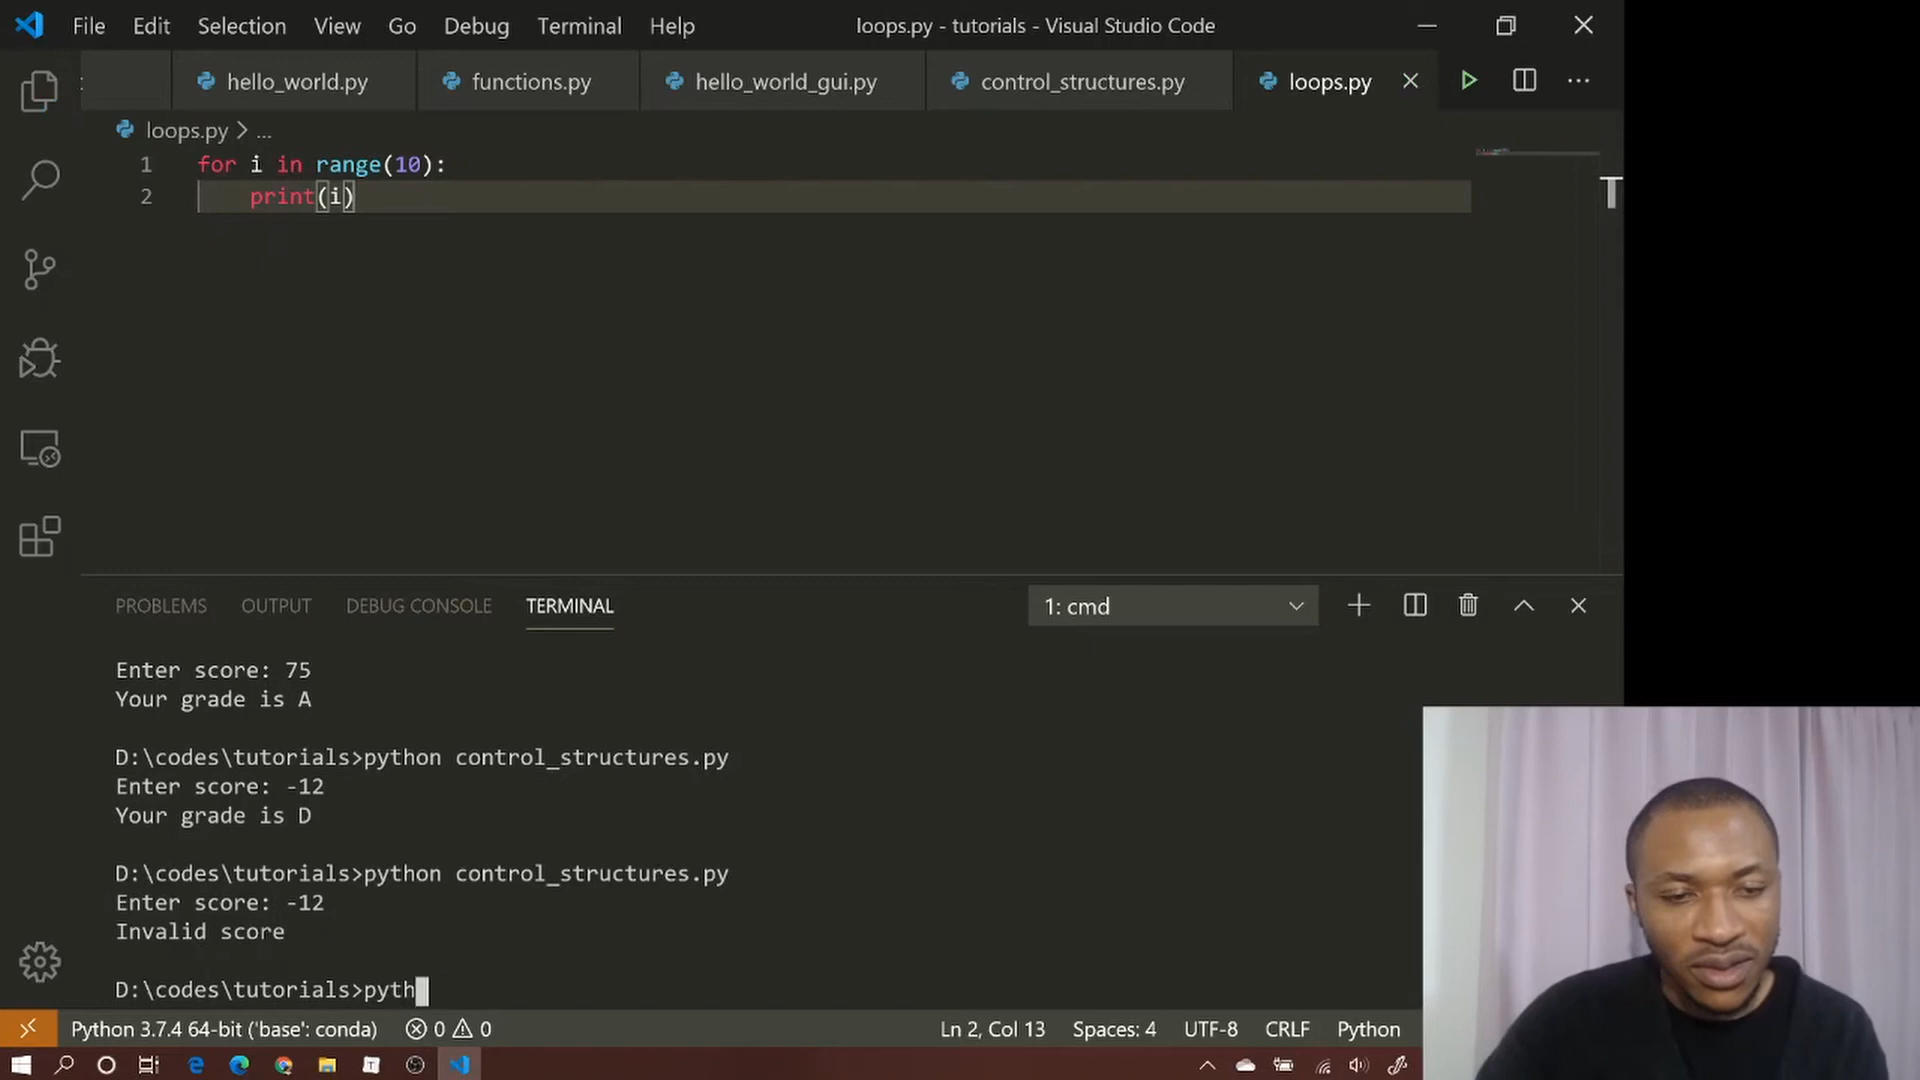 File Edit Selection View Go Debug Terminal Help loops.py - tutorials - Visual Studio Code
hello_world.py functions.py hello_world_gui.py control_structures.py loops.py
loops.py > ...
1 for i in range(10):
2 print(i)
PROBLEMS OUTPUT DEBUG CONSOLE TERMINAL 1: cmd
Enter score: 75
Your grade is A
D:\codes\tutorials>python control_structures.py
Enter score: -12
Your grade is D
D:\codes\tutorials>python control_structures.py
Enter score: -12
Invalid score
D:\codes\tutorials>pyth
Python 3.7.4 64-bit ('base': conda) 0 0 Ln 2, Col 13 Spaces: 4 UTF-8 CRLF Python